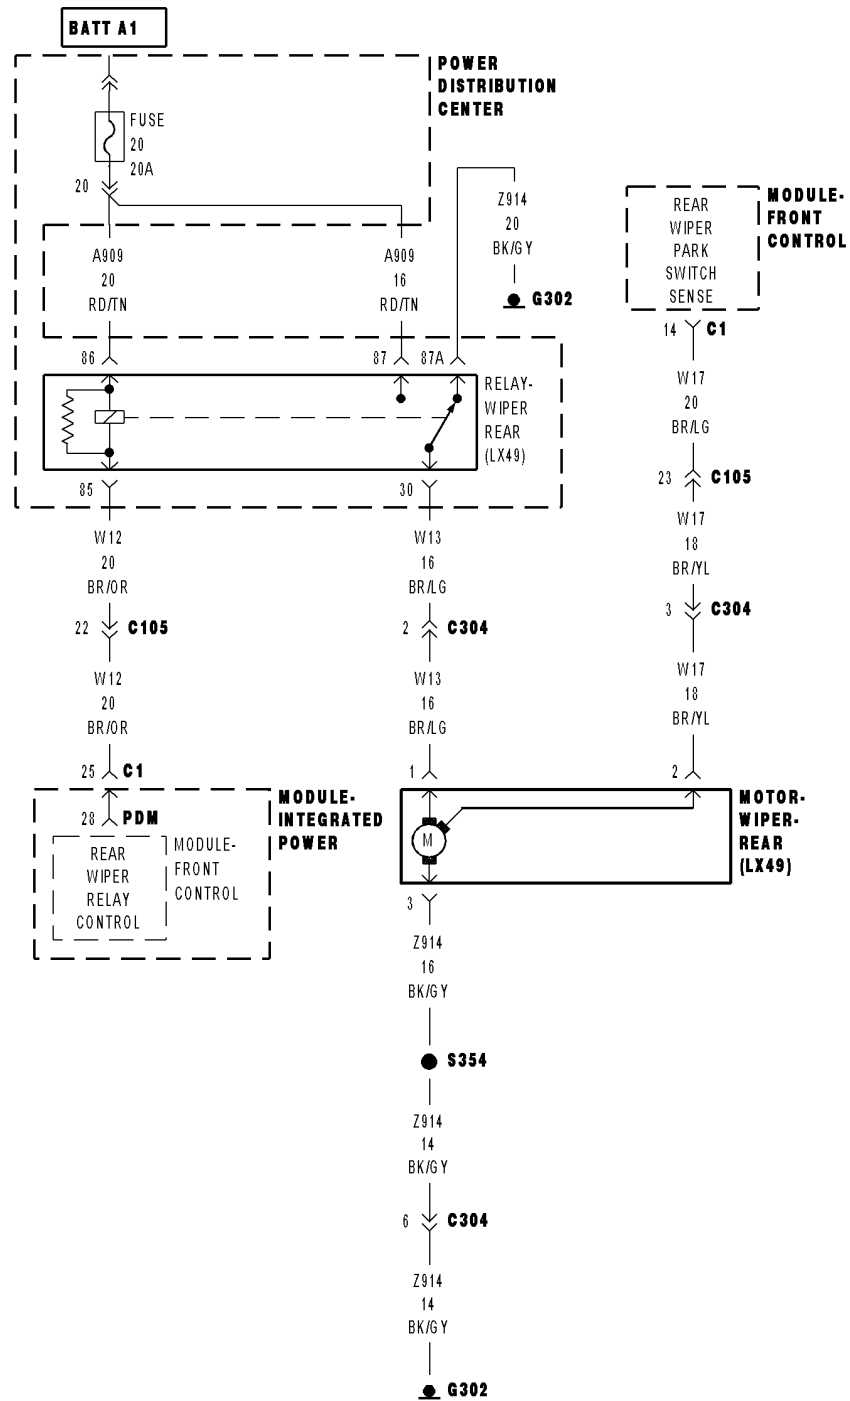 BATT A1
POWER
DISTRIBUTION
CENTER
FUSE
20
20A
20
A909
20
RD/TN
A909
16
RD/TN
Z914
20
BK/GY
G302
REAR
WIPER
PARK
SWITCH
SENSE
MODULE-
FRONT
CONTROL
14
C1
W17
20
BR/LG
23
C105
W17
18
BR/YL
3
C304
W17
18
BR/YL
2
86
87
87A
RELAY-
WIPER
REAR
(LX49)
85
30
W12
20
BR/OR
22
C105
W12
20
BR/OR
25
C1
W13
16
BR/LG
2
C304
W13
16
BR/LG
1
28
PDM
REAR
WIPER
RELAY
CONTROL
MODULE-
FRONT
CONTROL
MODULE-
INTEGRATED
POWER
M
MOTOR-
WIPER-
REAR
(LX49)
3
Z914
16
BK/GY
S354
Z914
14
BK/GY
6
C304
Z914
14
BK/GY
G302